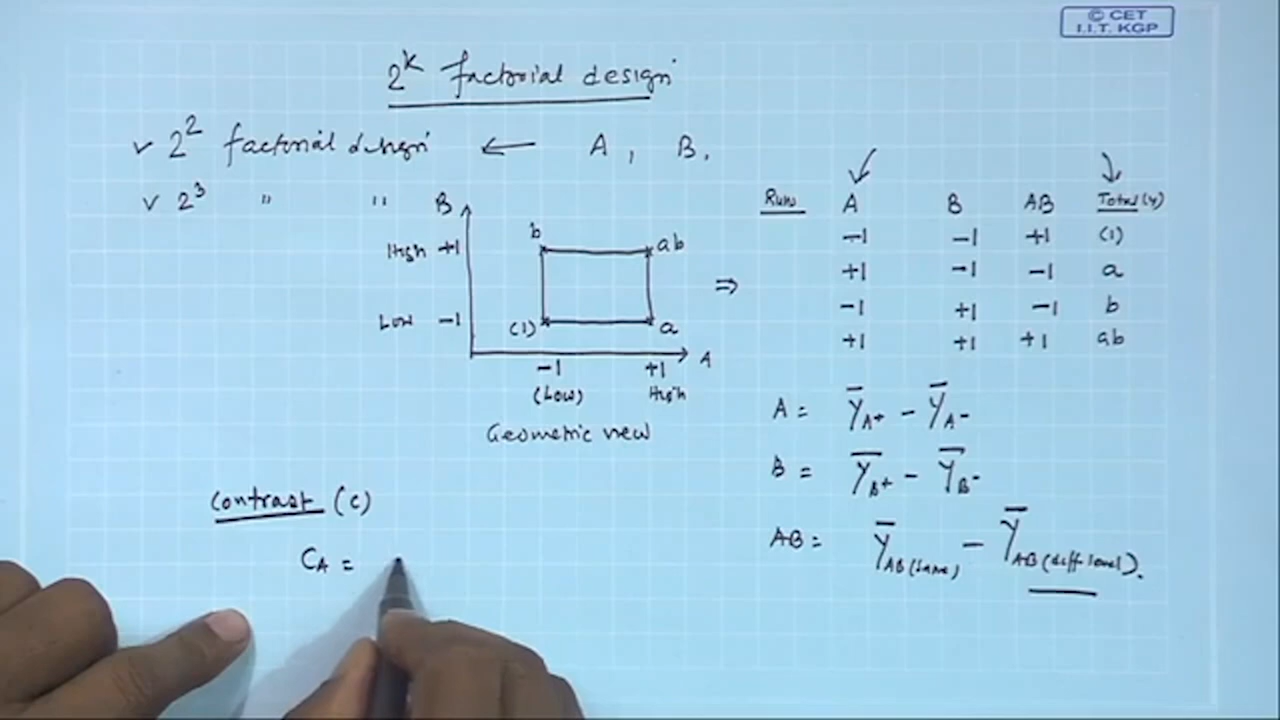 © CET
I.I.T. KGP
2^k factorial design
✓ 2^2 factorial design ← A, B.
✓ 2^3 " "
B
High +1
Low -1
b
ab
(1)
a
-1
(Low)
+1
High
A
Geometric view
⇒
Runs A B AB Total (y)
-1 -1 +1 (1)
+1 -1 -1 a
-1 +1 -1 b
+1 +1 +1 ab
A = ȳ_A+ - ȳ_A-
B = ȳ_B+ - ȳ_B-
AB = ȳ_AB (same) - ȳ_AB (diff level).
Contrast (C)
C_A =